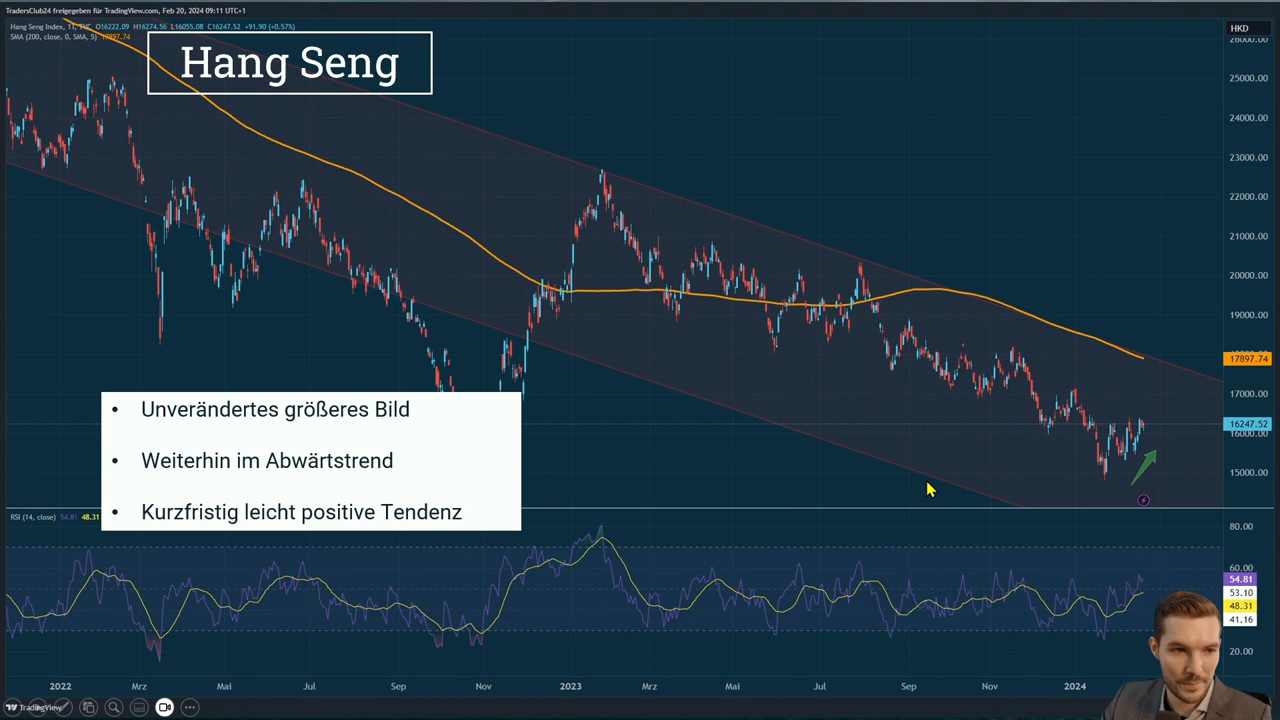 TradersClub24 freigegeben für TradingView.com, Feb 20, 2024 09:11 UTC+1
Hang Seng Index, 1T, TVC O16222.09 H16274.56 L16055.08 C16247.52 +91.90 (+0.57%)
SMA (200, close, 0, SMA, 5) 17897.74
Hang Seng
HKD
26000.00
25000.00
24000.00
23000.00
22000.00
21000.00
20000.00
19000.00
17897.74
17000.00
16247.52
16000.00
15000.00
• Unverändertes größeres Bild
• Weiterhin im Abwärtstrend
• Kurzfristig leicht positive Tendenz
RSI (14, close) 54.81 48.31
80.00
60.00
54.81
53.10
48.31
41.16
20.00
2022 Mrz Mai Jul Sep Nov 2023 Mrz Mai Jul Sep Nov 2024
TradingView